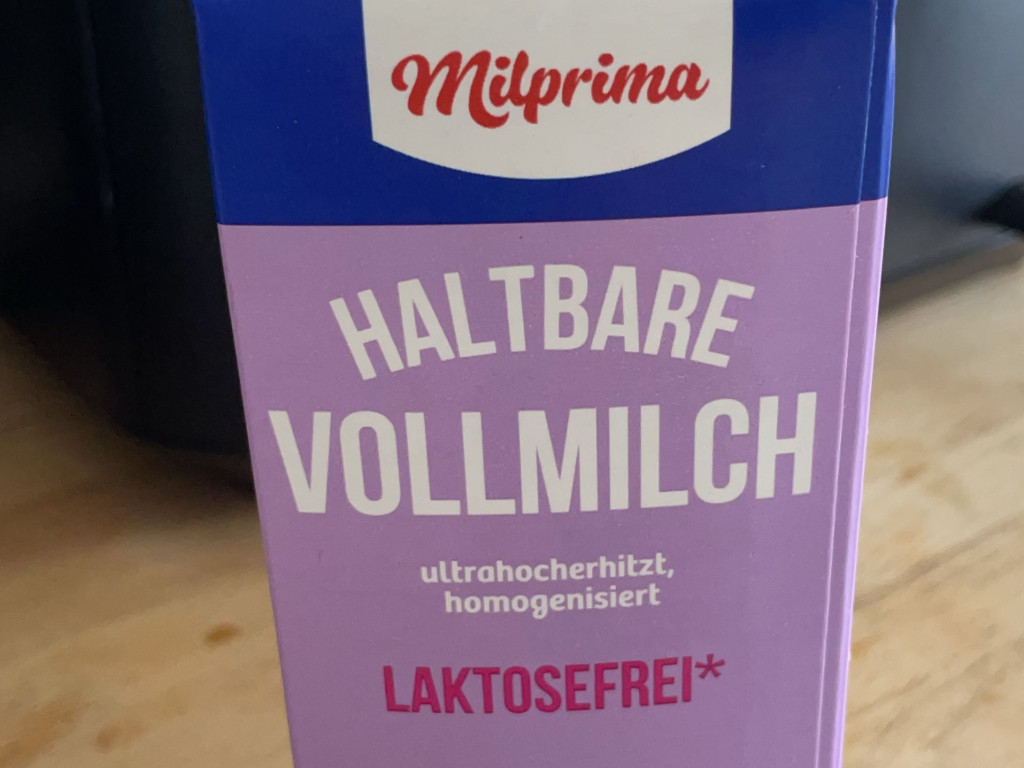 Milprima
HALTBARE
VOLLMILCH
ultrahocherhitzt,
homogenisiert
LAKTOSEFREI*